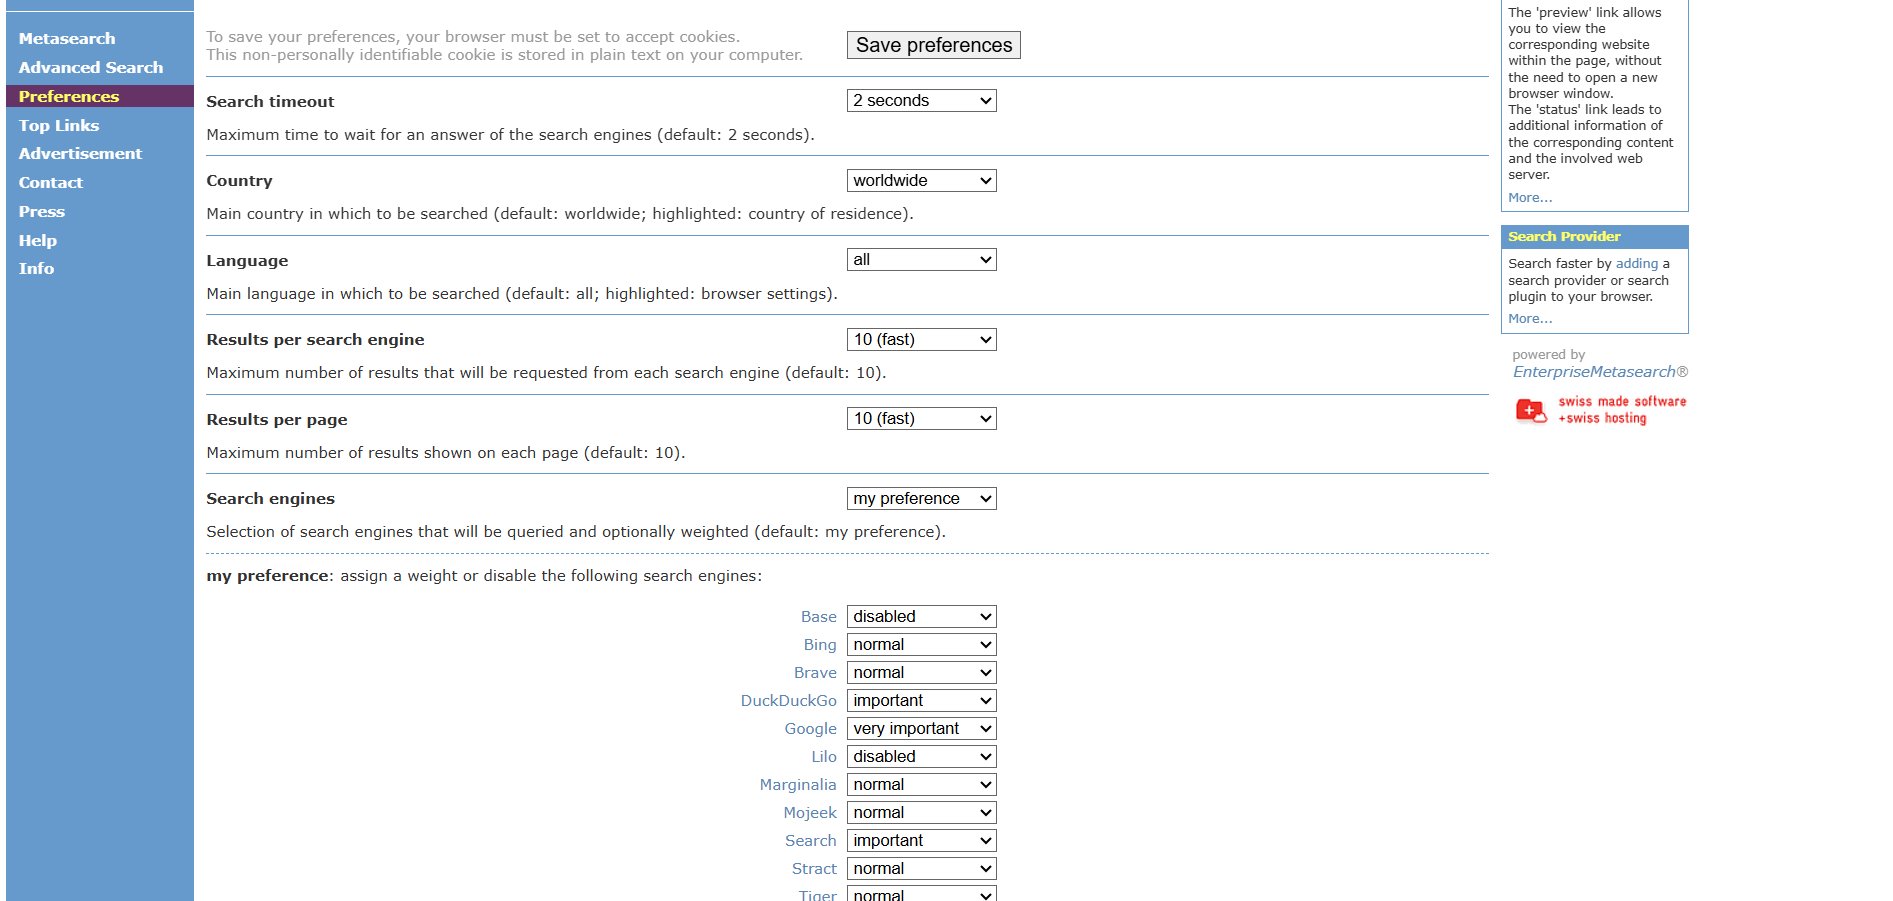 Metasearch
Advanced Search
Preferences
Top Links
Advertisement
Contact
Press
Help
Info
To save your preferences, your browser must be set to accept cookies.
This non-personally identifiable cookie is stored in plain text on your computer.
Save preferences
Search timeout
2 seconds
Maximum time to wait for an answer of the search engines (default: 2 seconds).
Country
worldwide
Main country in which to be searched (default: worldwide; highlighted: country of residence).
Language
all
Main language in which to be searched (default: all; highlighted: browser settings).
Results per search engine
10 (fast)
Maximum number of results that will be requested from each search engine (default: 10).
Results per page
10 (fast)
Maximum number of results shown on each page (default: 10).
Search engines
my preference
Selection of search engines that will be queried and optionally weighted (default: my preference).
my preference: assign a weight or disable the following search engines:
Base disabled
Bing normal
Brave normal
DuckDuckGo important
Google very important
Lilo disabled
Marginalia normal
Mojeek normal
Search important
Stract normal
Tiger normal
The 'preview' link allows
you to view the
corresponding website
within the page, without
the need to open a new
browser window.
The 'status' link leads to
additional information of
the corresponding content
and the involved web
server.
More...
Search Provider
Search faster by adding a
search provider or search
plugin to your browser.
More...
powered by
EnterpriseMetasearch®
swiss made software
+swiss hosting